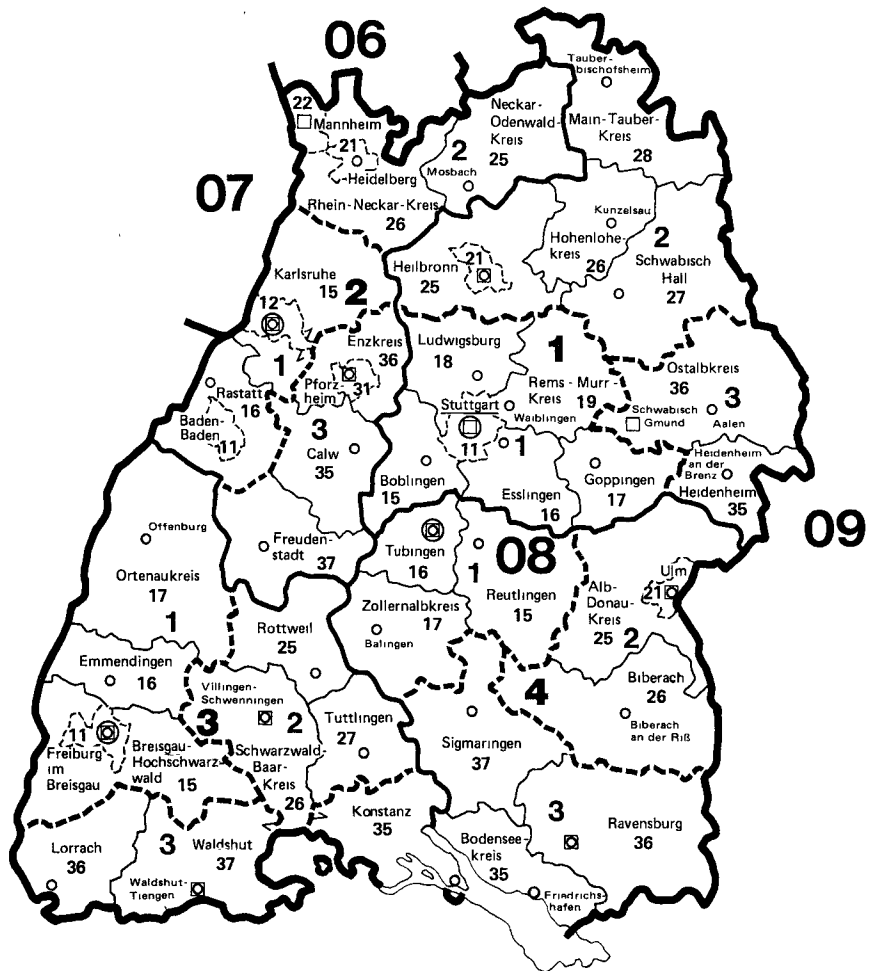 06
Tauber-
bischofsheim
22
Mannheim
Neckar-
Odenwald-
Kreis
25
Main-Tauber-
Kreis
28
21
Heidelberg
2
Mosbach
07
Rhein-Neckar-Kreis
26
Kunzelsau
Hohenlohe-
kreis
26
2
Schwabisch
Hall
27
Karlsruhe
15
2
Heilbronn
25
21
12
Enzkreis
36
Ludwigsburg
18
1
Ostalbkreis
36
1
Rastatt
16
Pforz-
heim
31
Rems-Murr-
Kreis
19
3
Baden-
Baden
11
Stuttgart
11
Waiblingen
Schwabisch
Gmund
Aalen
3
Calw
35
Boblingen
15
1
Esslingen
16
Goppingen
17
Heidenheim
an der
Brenz
Heidenheim
35
09
Offenburg
Freuden-
stadt
37
Tubingen
16
08
1
Reutlingen
15
Ulm
21
Ortenaukreis
17
1
Rottweil
25
Zollernalbkreis
17
Balingen
Alb-
Donau-
Kreis
25
2
Emmendingen
16
Villingen-
Schwenningen
3
2
4
Biberach
26
Biberach
an der Riß
11
Freiburg
im
Breisgau
Breisgau-
Hochschwarz-
wald
15
Schwarzwald-
Baar-
Kreis
26
Tuttlingen
27
Sigmaringen
37
Konstanz
35
3
Ravensburg
36
Lorrach
36
3
Waldshut
37
Bodensee-
kreis
35
Waldshut-
Tiengen
Friedrichs-
hafen